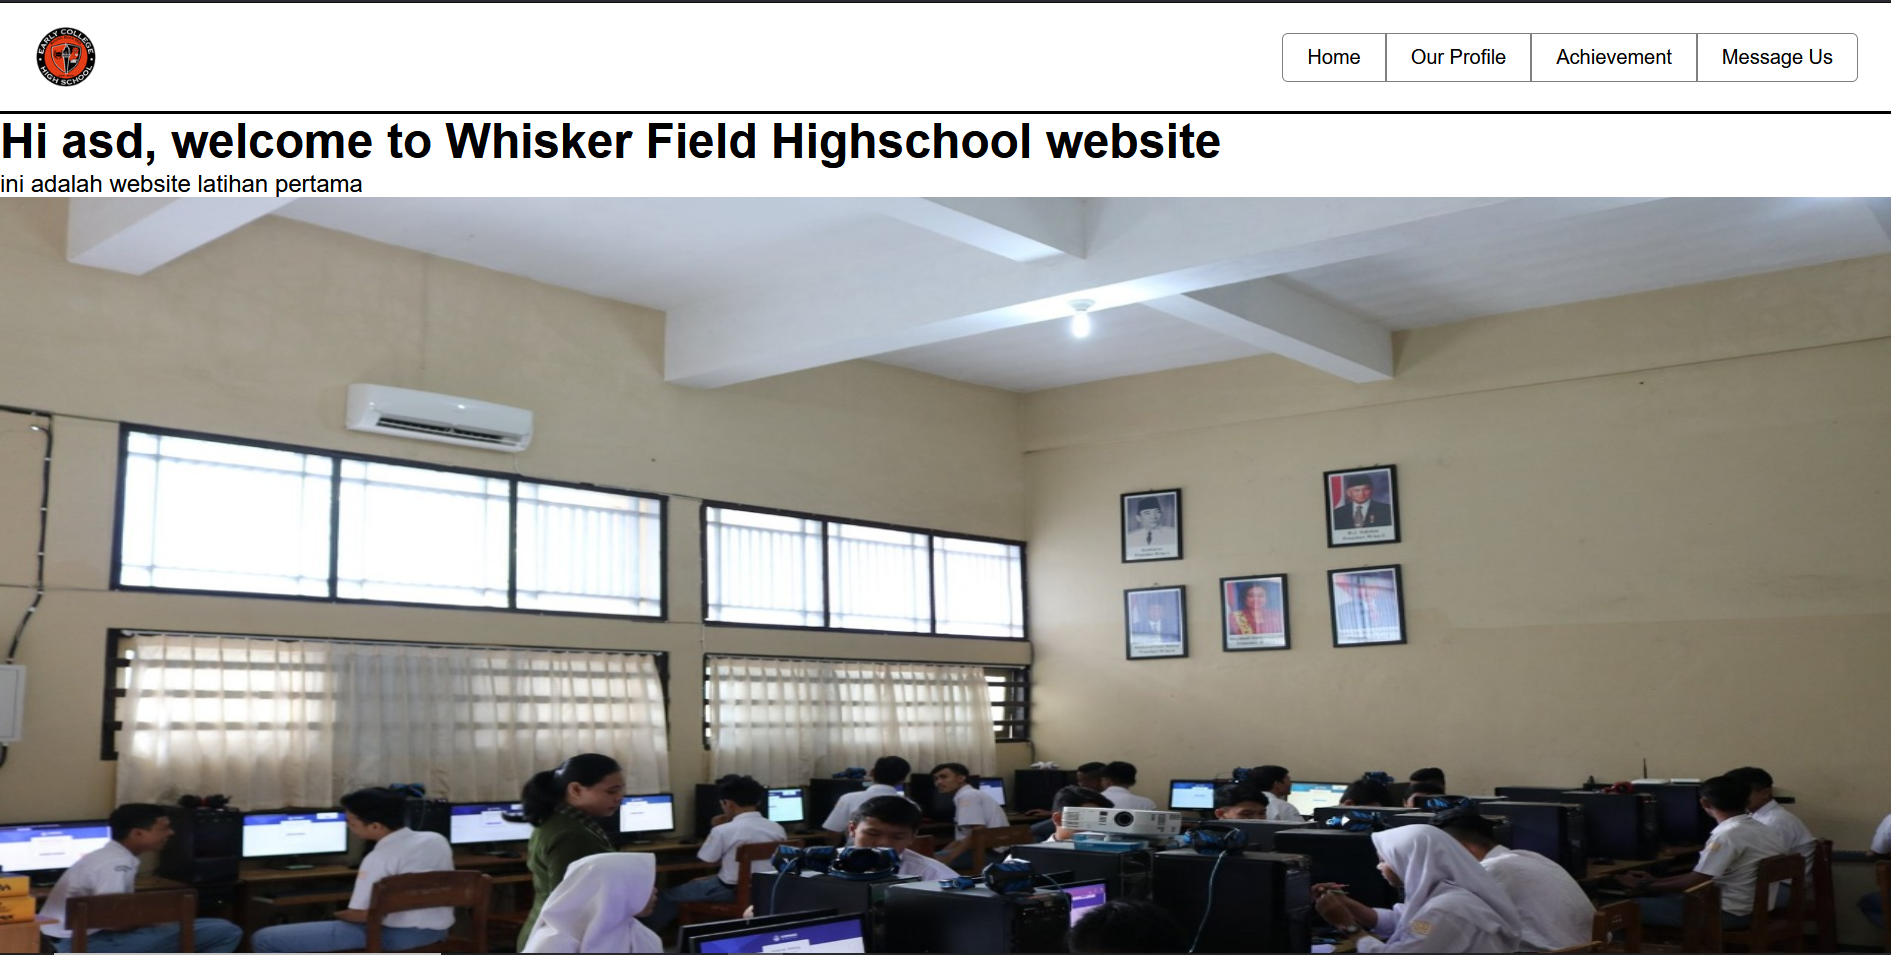 EARLY COLLEGE
HIGH SCHOOL
Home
Our Profile
Achievement
Message Us
Hi asd, welcome to Whisker Field Highschool website
ini adalah website latihan pertama